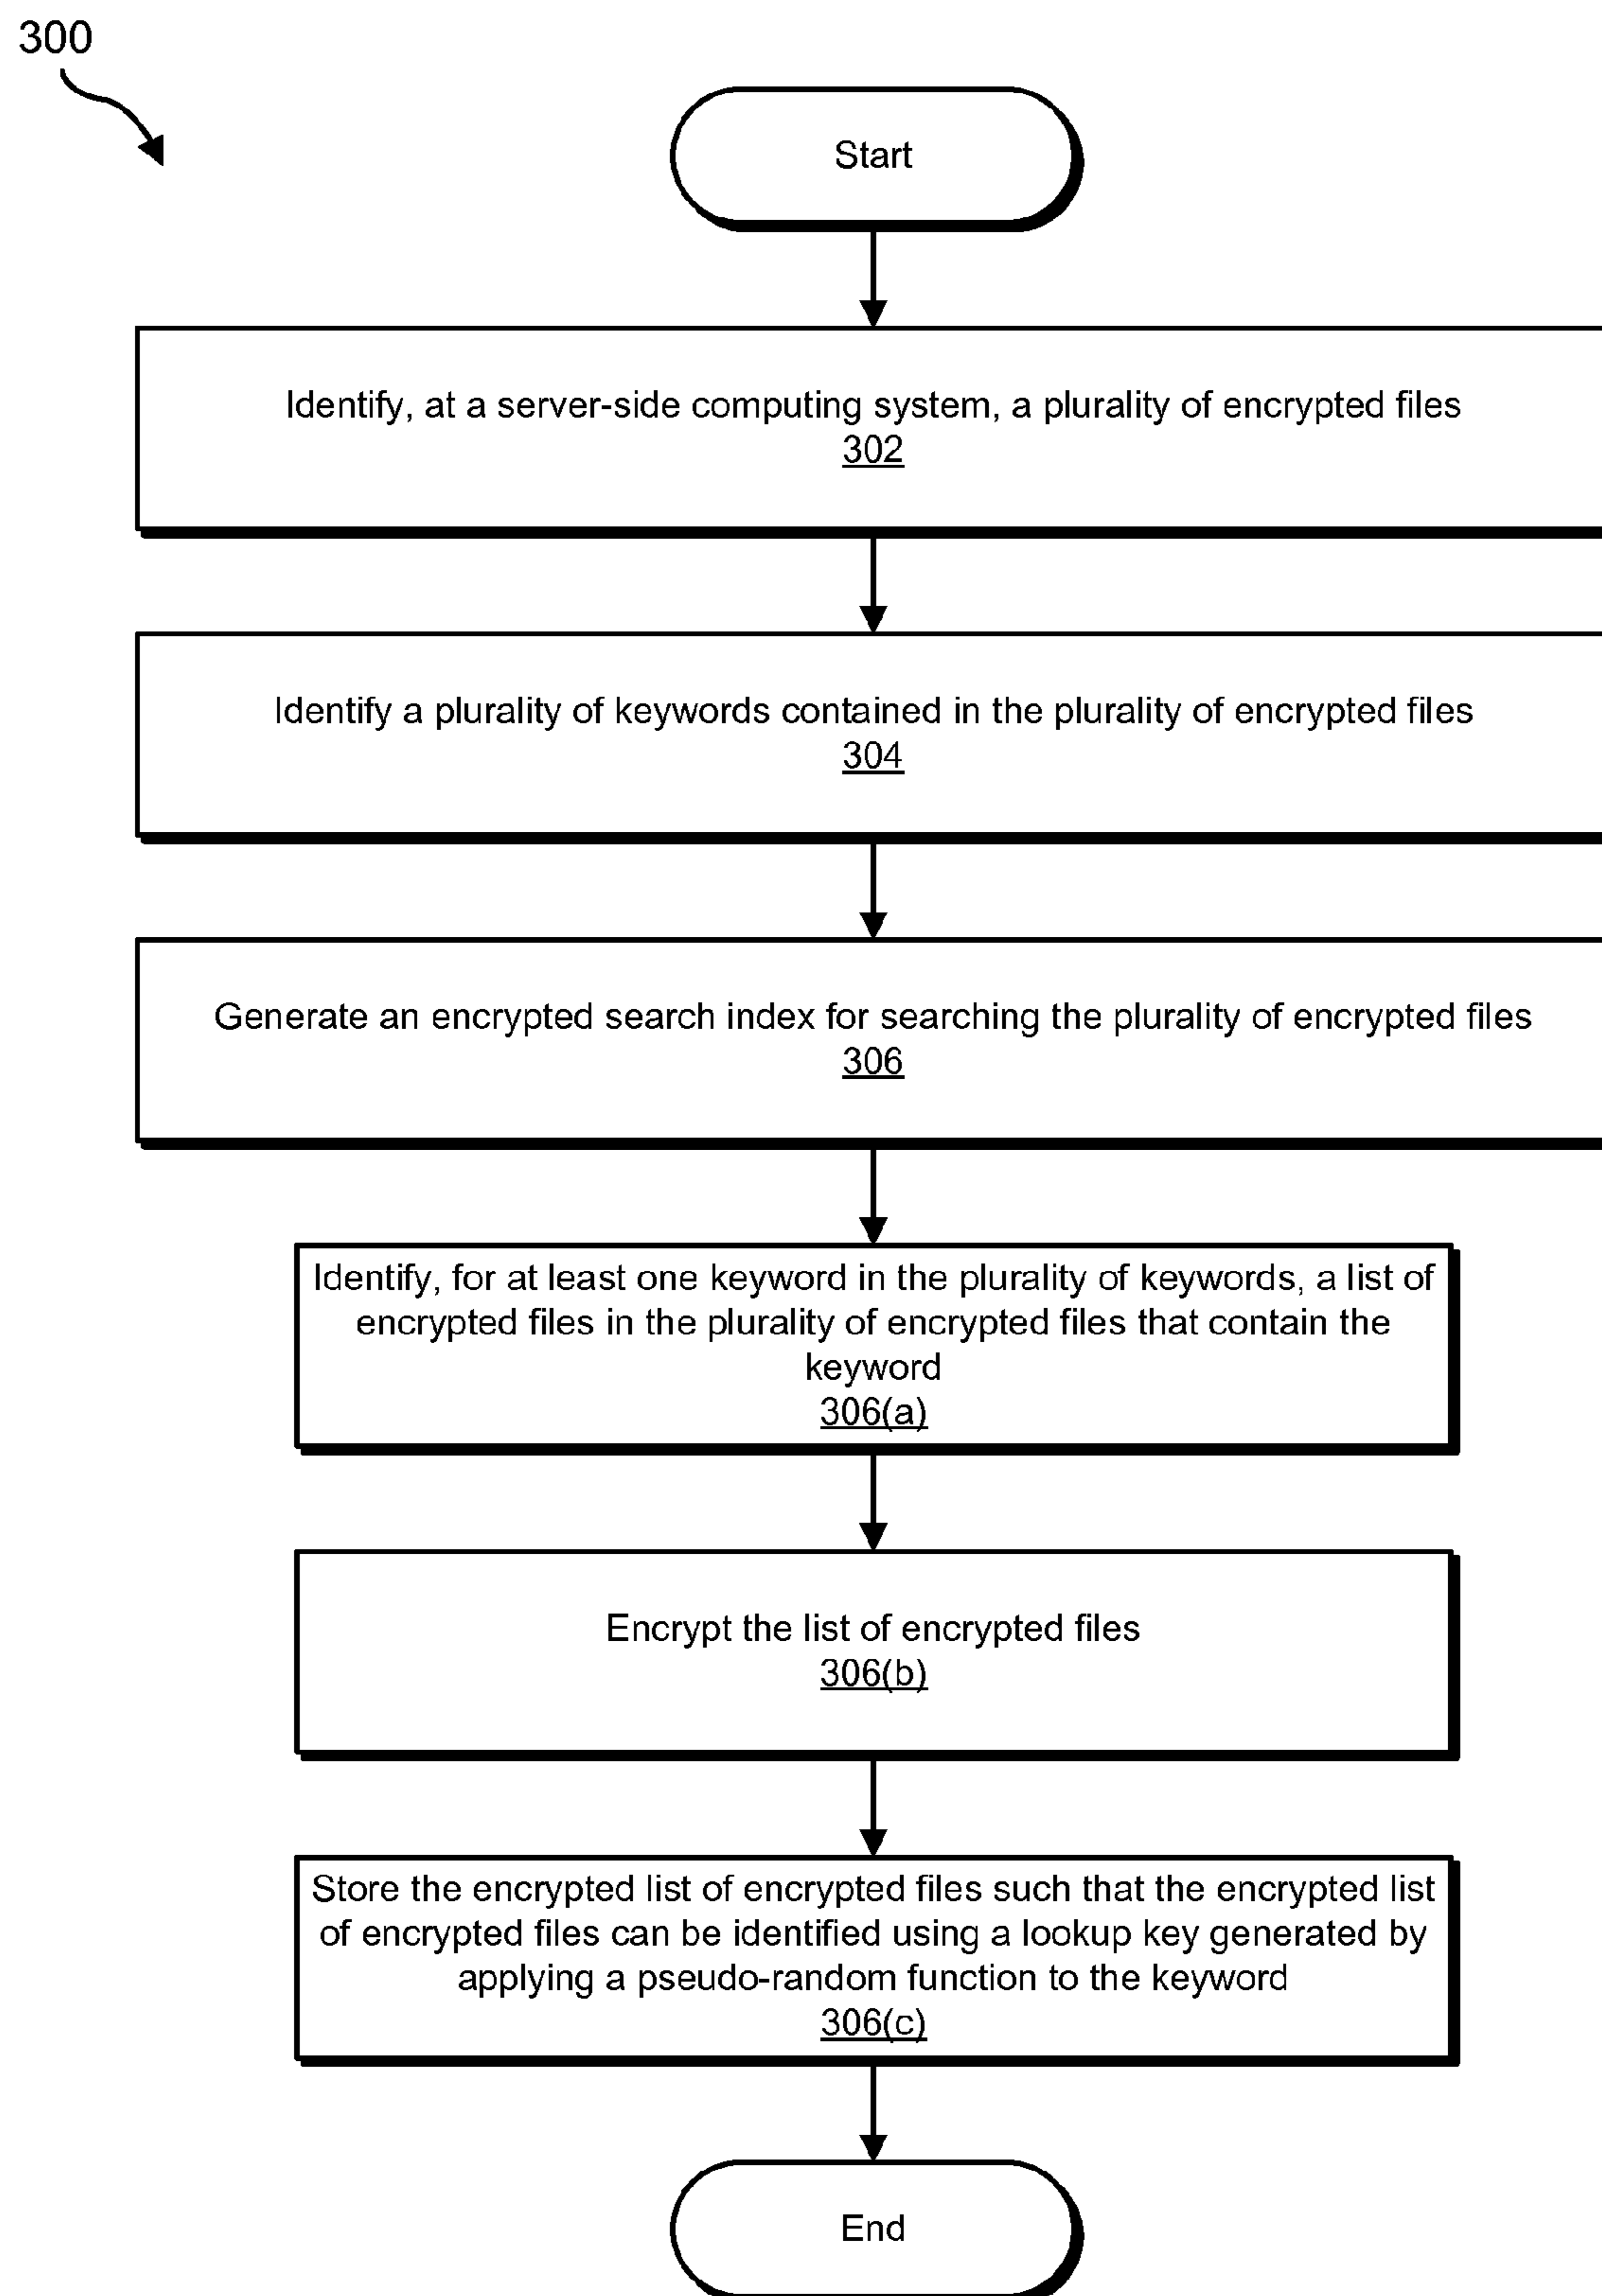 300
Start
Identify, at a server-side computing system, a plurality of encrypted files
302
Identify a plurality of keywords contained in the plurality of encrypted files
304
Generate an encrypted search index for searching the plurality of encrypted files
306
Identify, for at least one keyword in the plurality of keywords, a list of
encrypted files in the plurality of encrypted files that contain the
keyword
306(a)
Encrypt the list of encrypted files
306(b)
Store the encrypted list of encrypted files such that the encrypted list
of encrypted files can be identified using a lookup key generated by
applying a pseudo-random function to the keyword
306(c)
End